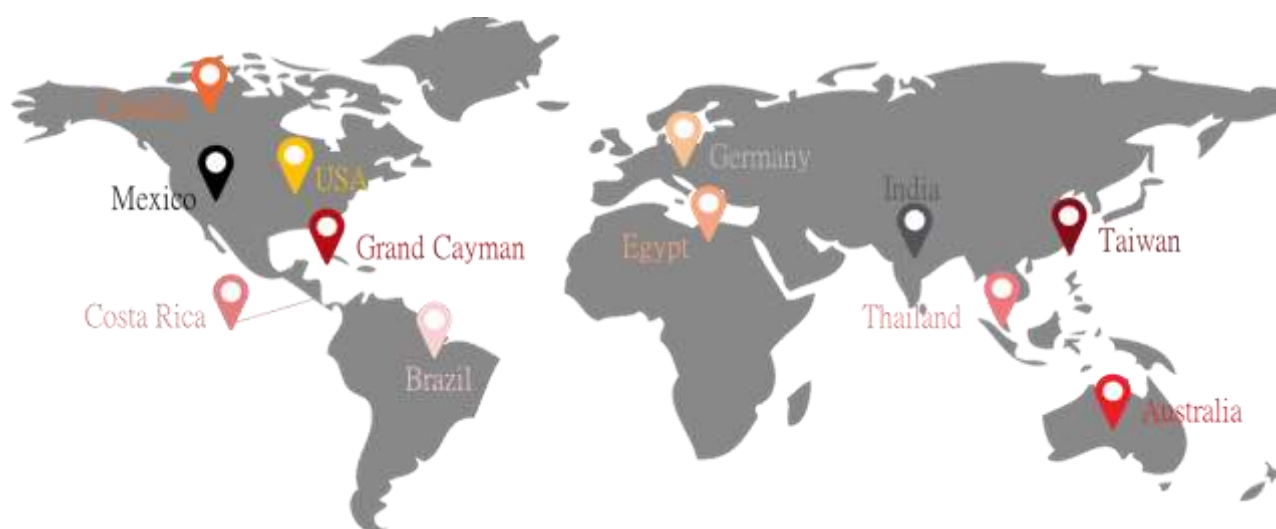 Canada
Germany
USA
India
Mexico
Taiwan
Grand Cayman
Egypt
Costa Rica
Thailand
Brazil
Australia